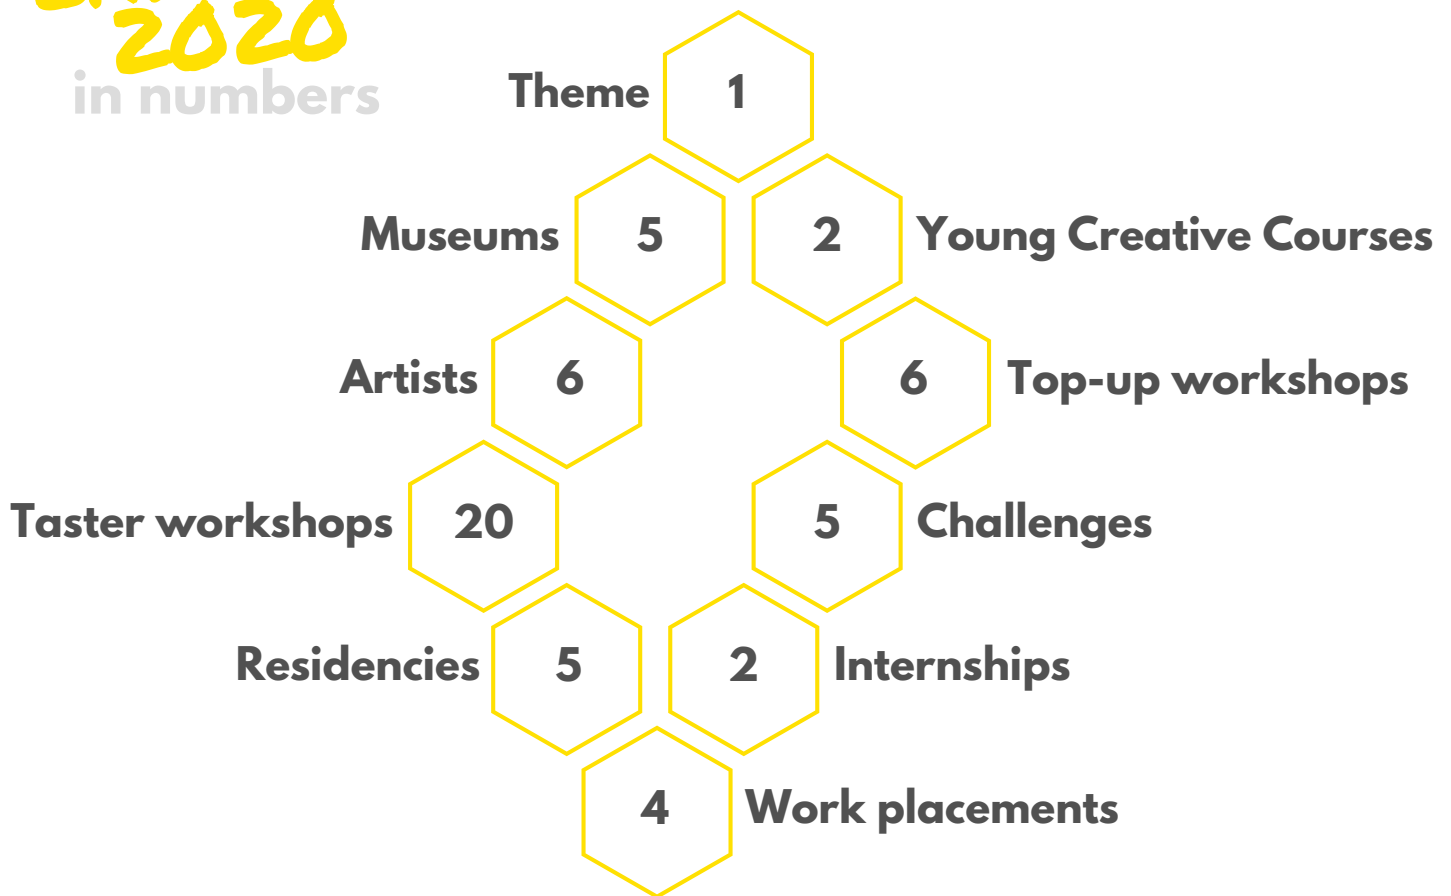 2020
in numbers
Theme 1
Museums 5 2 Young Creative Courses
Artists 6 6 Top-up workshops
Taster workshops 20 5 Challenges
Residencies 5 2 Internships
4 Work placements